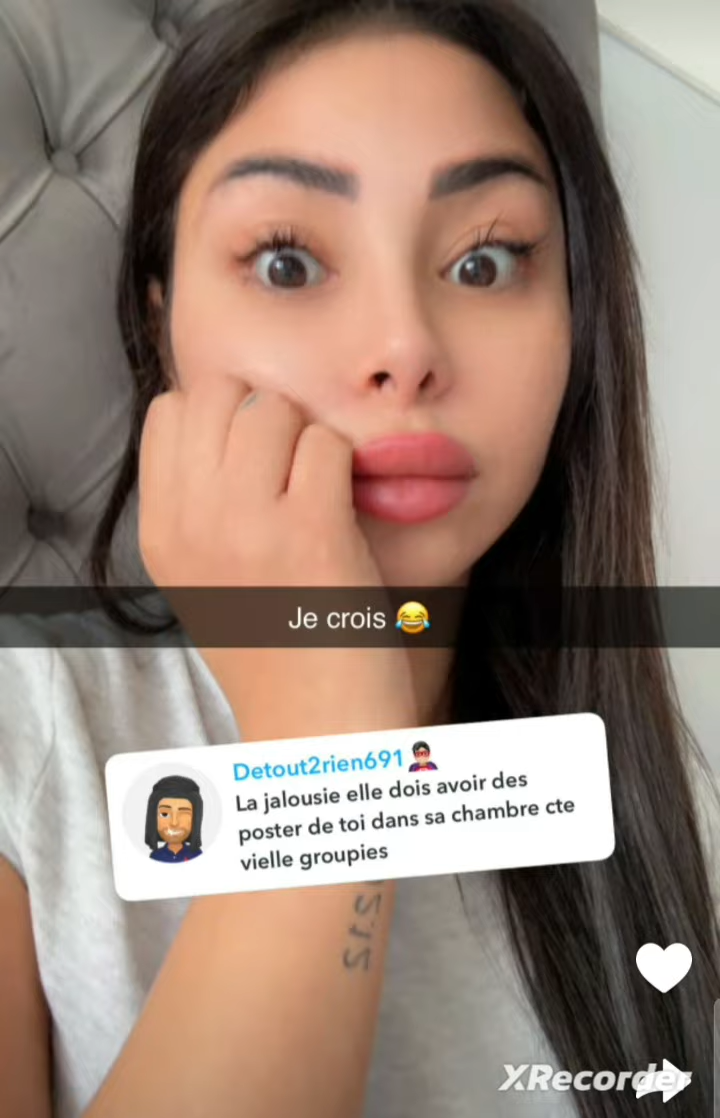 Je crois 😂
Detout2rien691
La jalousie elle dois avoir des
poster de toi dans sa chambre cte
vielle groupies
XRecorder